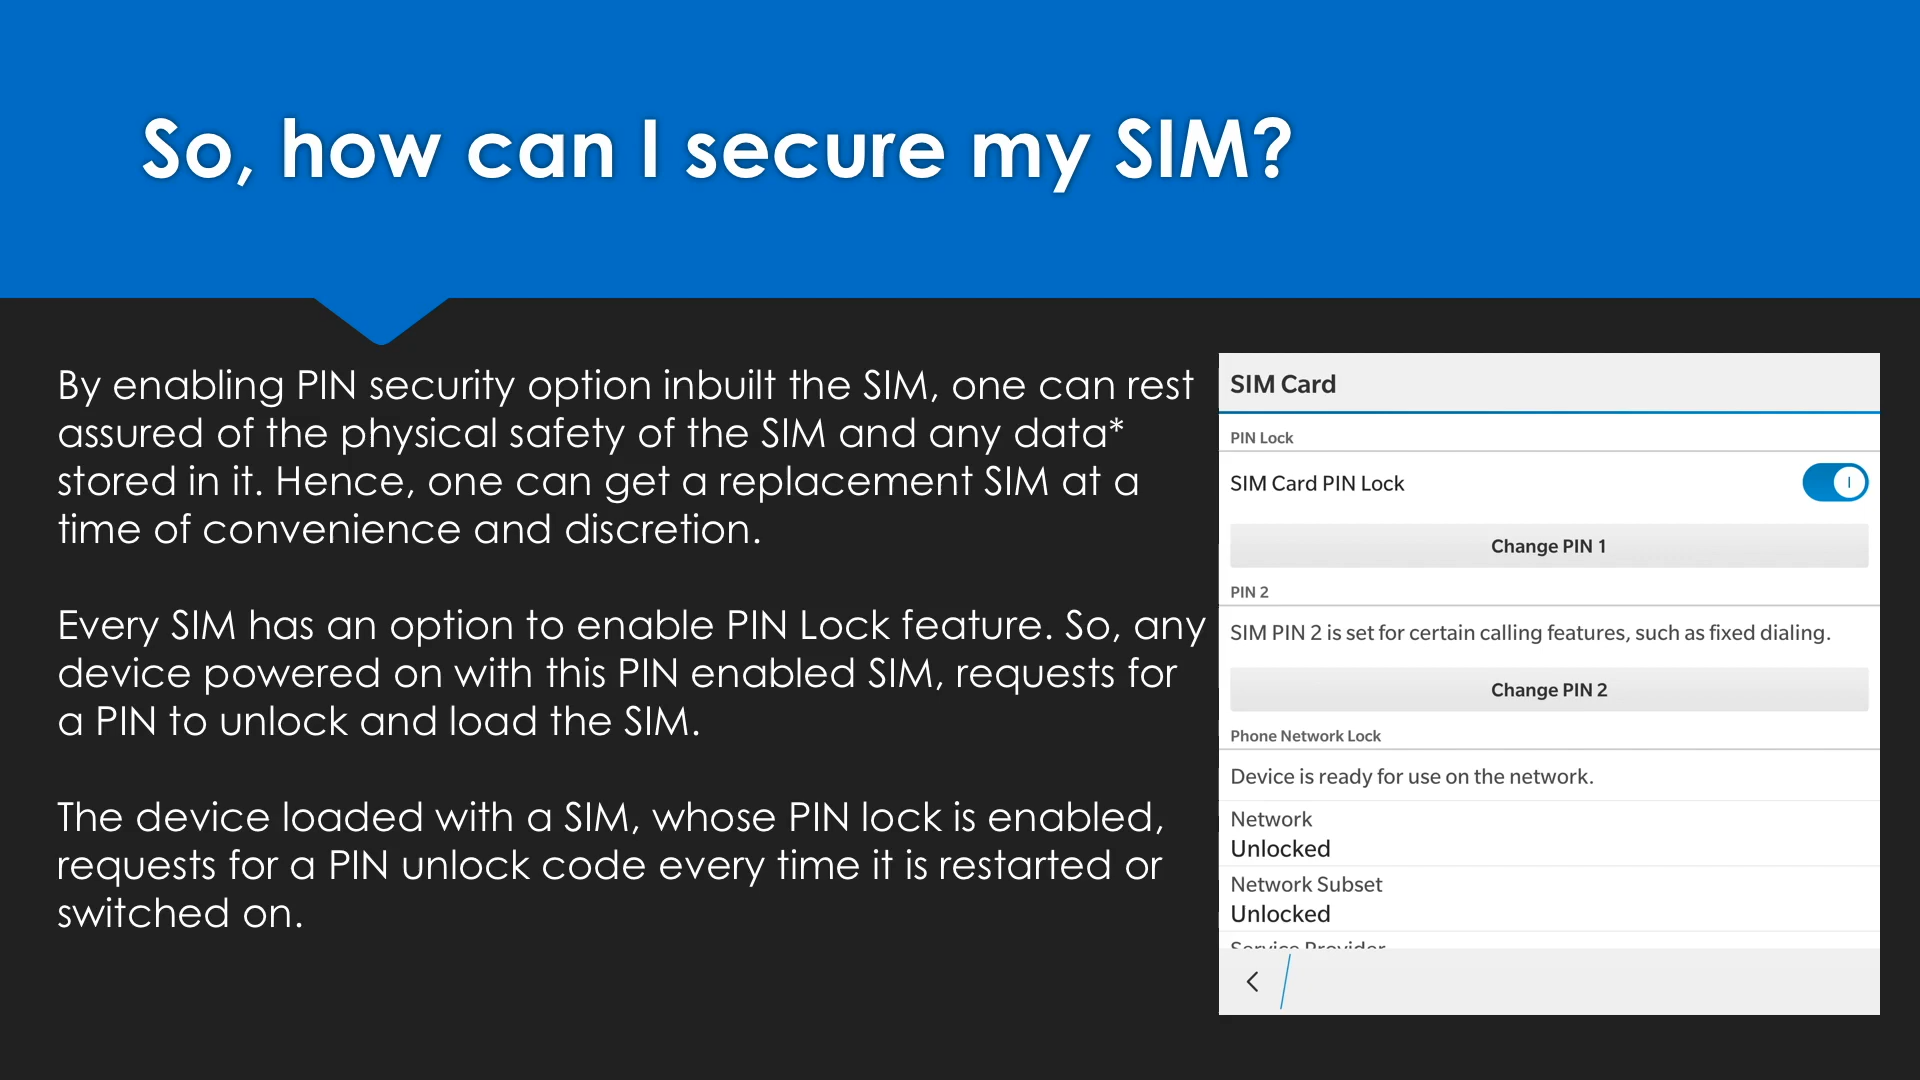 So, how can I secure my SIM?
By enabling PIN security option inbuilt the SIM, one can rest
assured of the physical safety of the SIM and any data*
stored in it. Hence, one can get a replacement SIM at a
time of convenience and discretion.
Every SIM has an option to enable PIN Lock feature. So, any
device powered on with this PIN enabled SIM, requests for
a PIN to unlock and load the SIM.
The device loaded with a SIM, whose PIN lock is enabled,
requests for a PIN unlock code every time it is restarted or
switched on.
SIM Card
PIN Lock
SIM Card PIN Lock
Change PIN 1
PIN 2
SIM PIN 2 is set for certain calling features, such as fixed dialing.
Change PIN 2
Phone Network Lock
Device is ready for use on the network.
Network
Unlocked
Network Subset
Unlocked
Service Provider